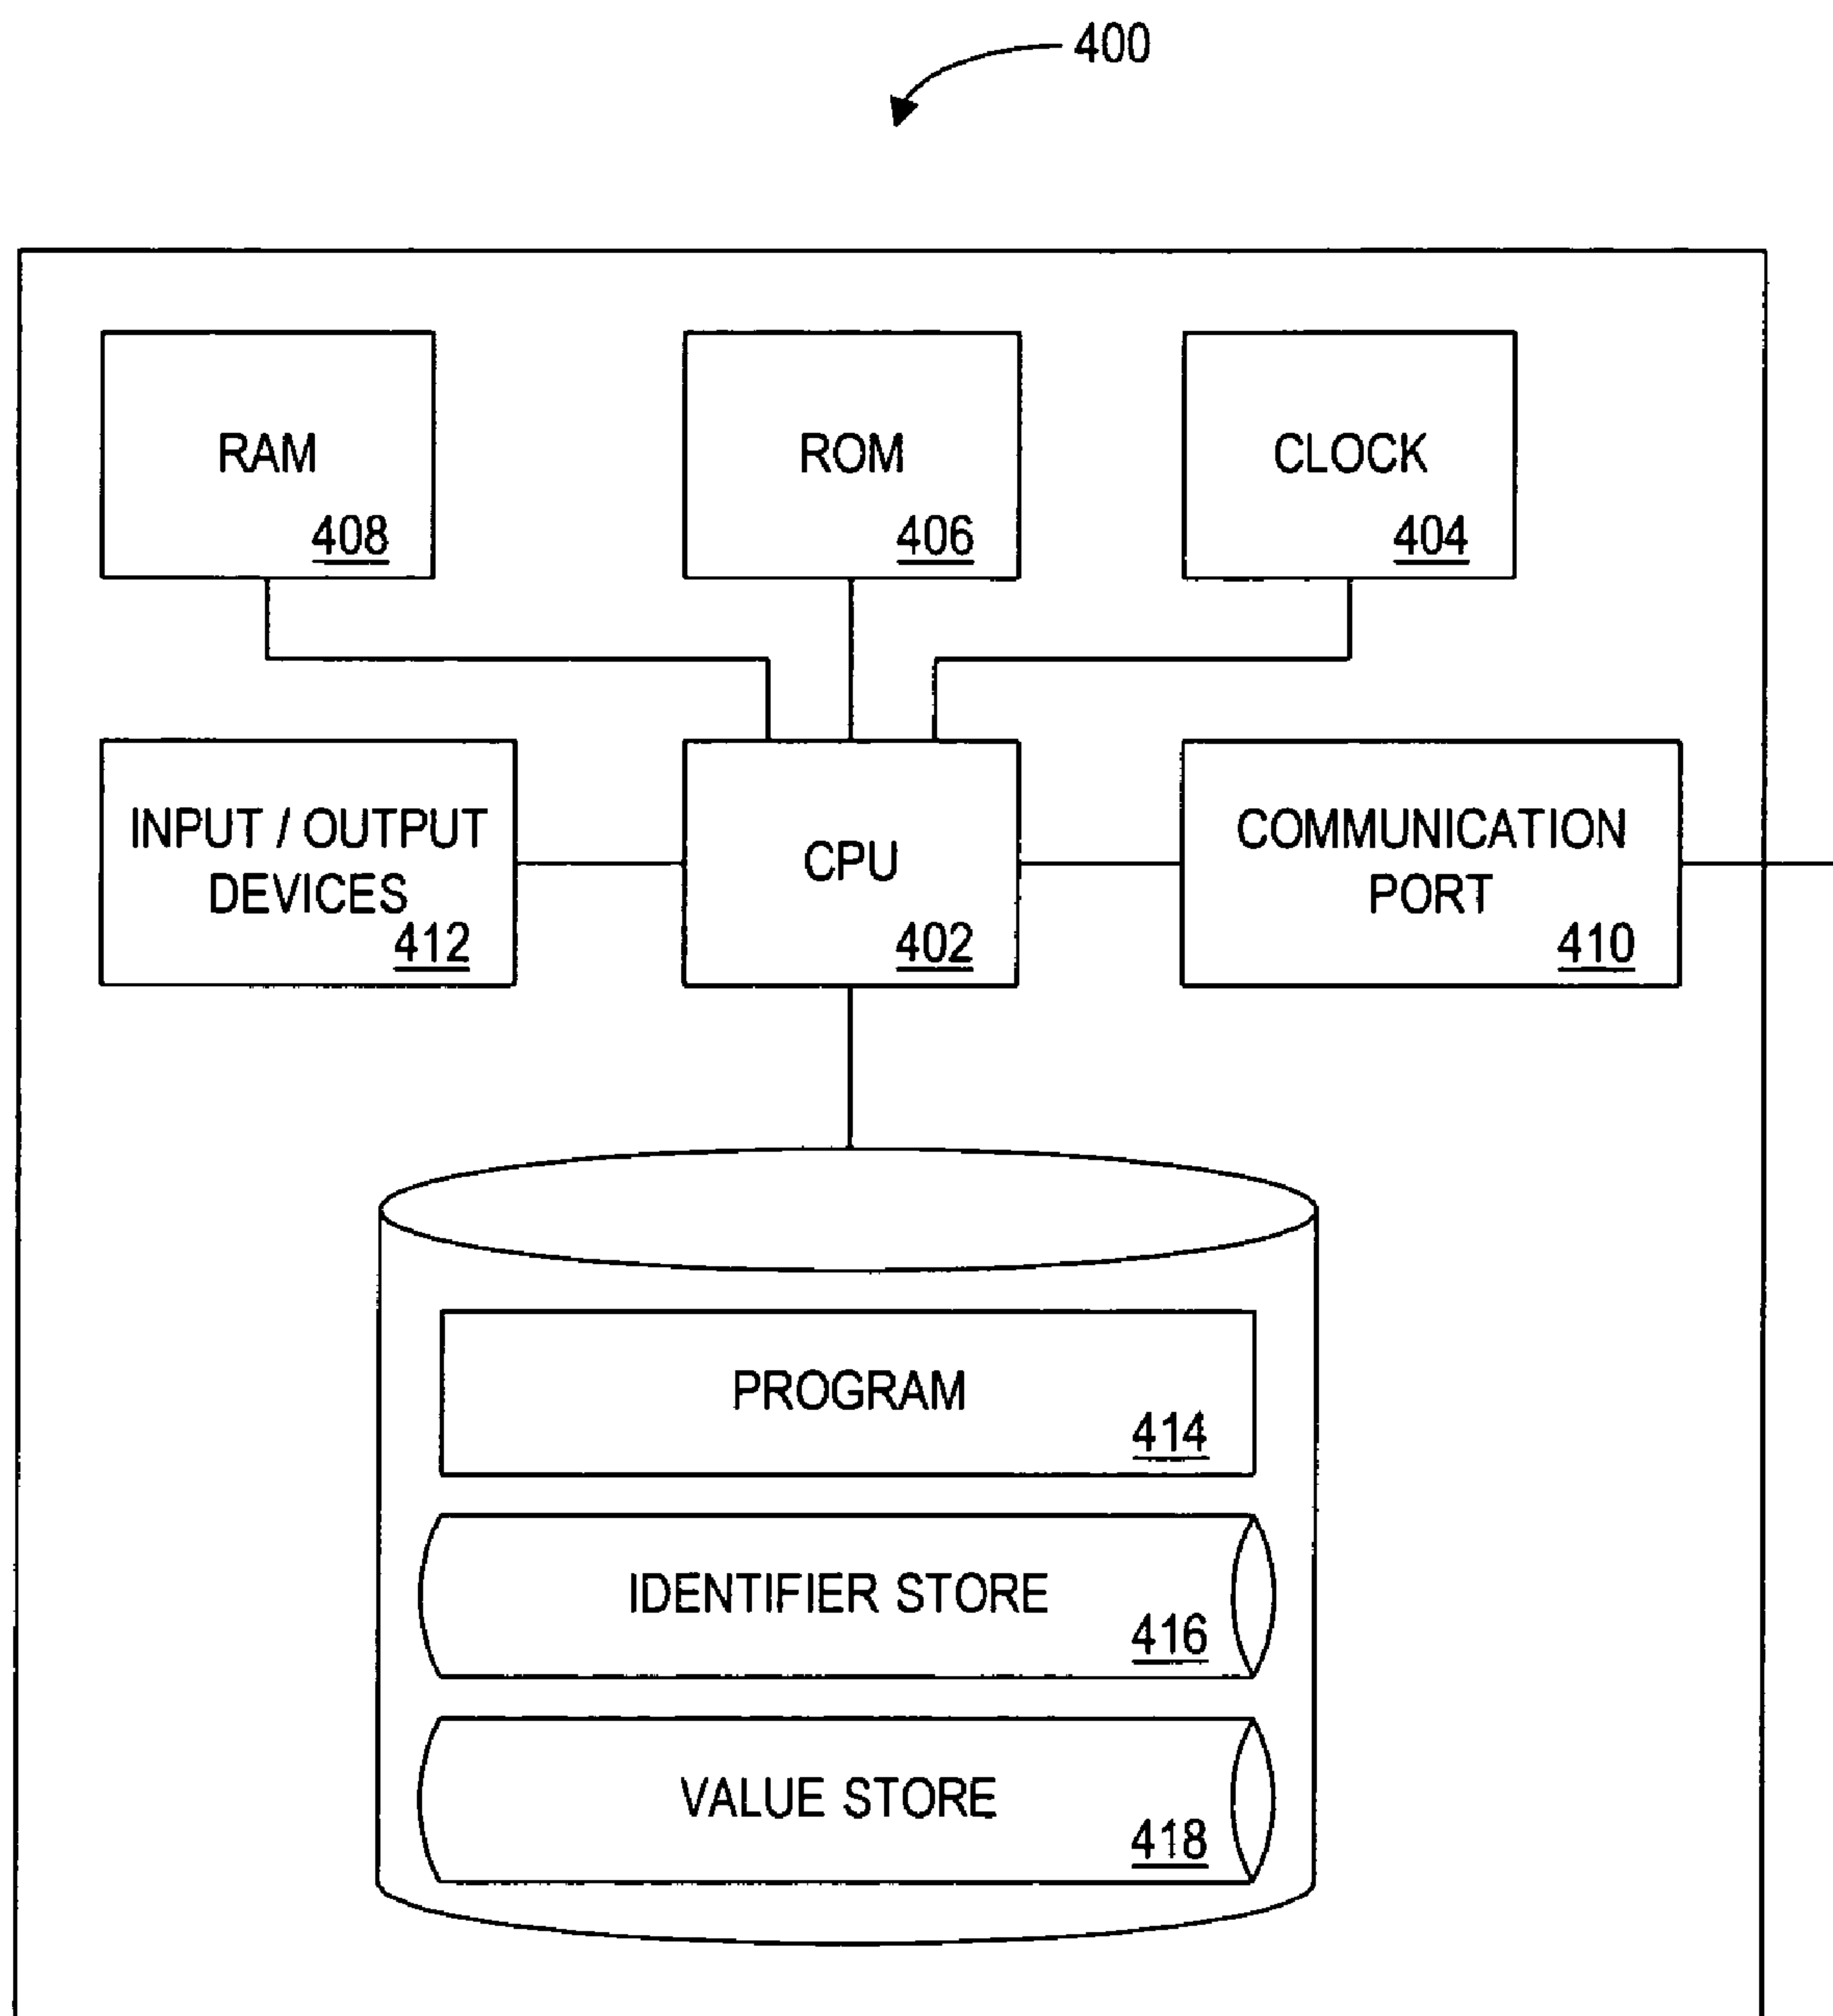 400
RAM
408
ROM
406
CLOCK
404
INPUT / OUTPUT
DEVICES
412
CPU
402
COMMUNICATION
PORT
410
PROGRAM
414
IDENTIFIER STORE
416
VALUE STORE
418